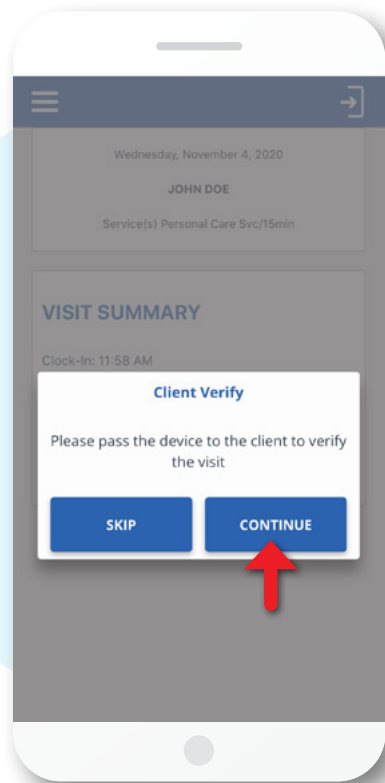 Wednesday, November 4, 2020
JOHN DOE
Service(s) Personal Care Svc/15min
VISIT SUMMARY
Clock-In: 11:58 AM
Client Verify
Please pass the device to the client to verify
the visit
SKIP CONTINUE